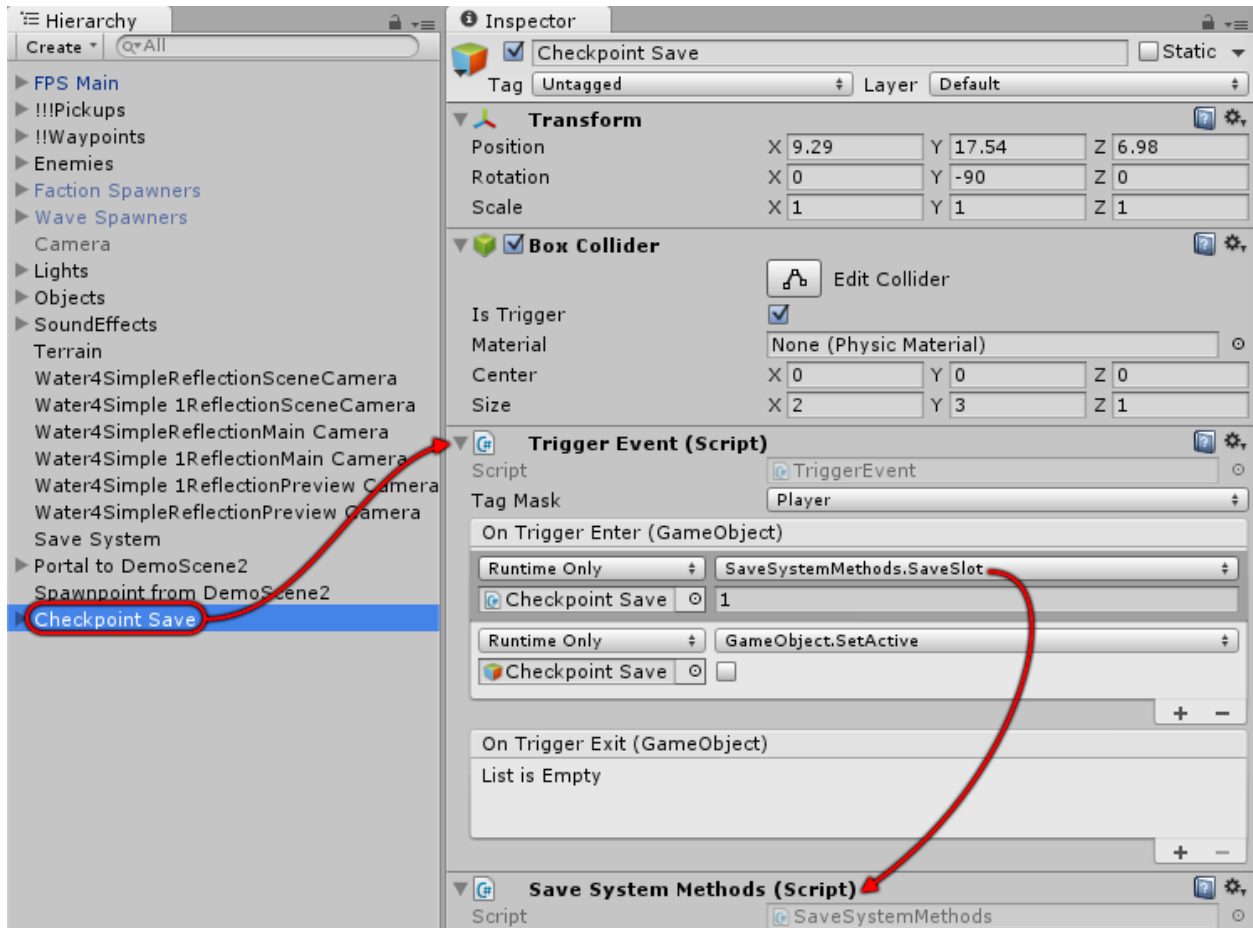 Hierarchy
Create All
FPS Main
!!!Pickups
!!Waypoints
Enemies
Faction Spawners
Wave Spawners
Camera
Lights
Objects
SoundEffects
Terrain
Water4SimpleReflectionSceneCamera
Water4Simple 1ReflectionSceneCamera
Water4SimpleReflectionMain Camera
Water4Simple 1ReflectionMain Camera
Water4Simple 1ReflectionPreview Camera
Water4SimpleReflectionPreview Camera
Save System
Portal to DemoScene2
Spawnpoint from DemoScene2
Checkpoint Save
Inspector
Checkpoint Save Static
Tag Untagged Layer Default
Transform
Position X 9.29 Y 17.54 Z 6.98
Rotation X 0 Y -90 Z 0
Scale X 1 Y 1 Z 1
Box Collider
Edit Collider
Is Trigger
Material None (Physic Material)
Center X 0 Y 0 Z 0
Size X 2 Y 3 Z 1
Trigger Event (Script)
Script TriggerEvent
Tag Mask Player
On Trigger Enter (GameObject)
Runtime Only SaveSystemMethods.SaveSlot
Checkpoint Save 1
Runtime Only GameObject.SetActive
Checkpoint Save
+ −
On Trigger Exit (GameObject)
List is Empty
+ −
Save System Methods (Script)
Script SaveSystemMethods